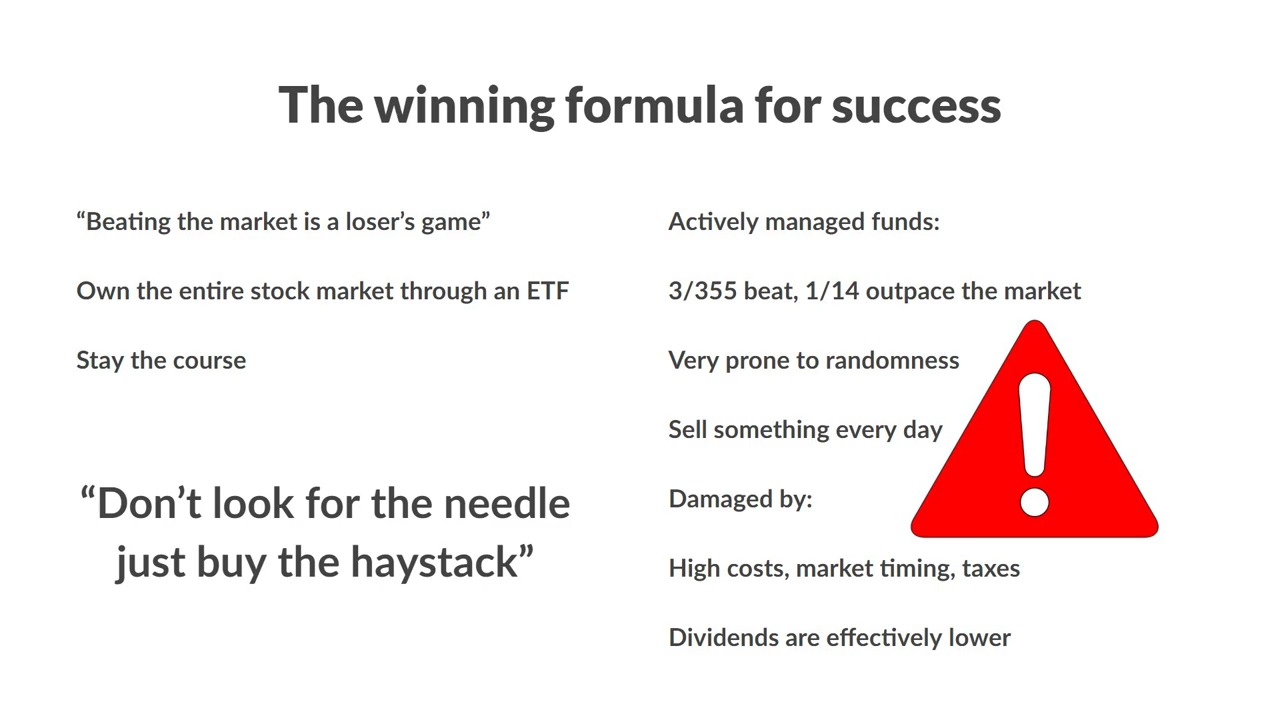 The winning formula for success
“Beating the market is a loser’s game”
Own the entire stock market through an ETF
Stay the course
“Don’t look for the needle
just buy the haystack”
Actively managed funds:
3/355 beat, 1/14 outpace the market
Very prone to randomness
Sell something every day
Damaged by:
High costs, market timing, taxes
Dividends are effectively lower